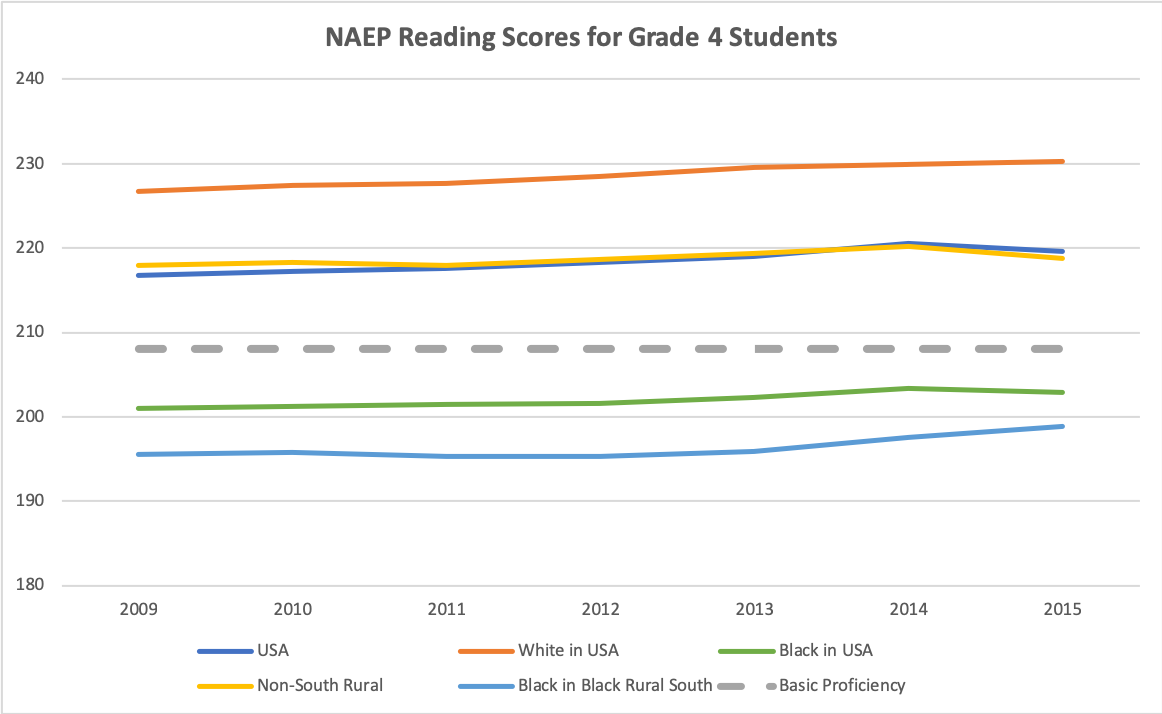 NAEP Reading Scores for Grade 4 Students
240
230
220
210
200
190
180
2009 2010 2011 2012 2013 2014 2015
USA White in USA Black in USA
Non-South Rural Black in Black Rural South Basic Proficiency